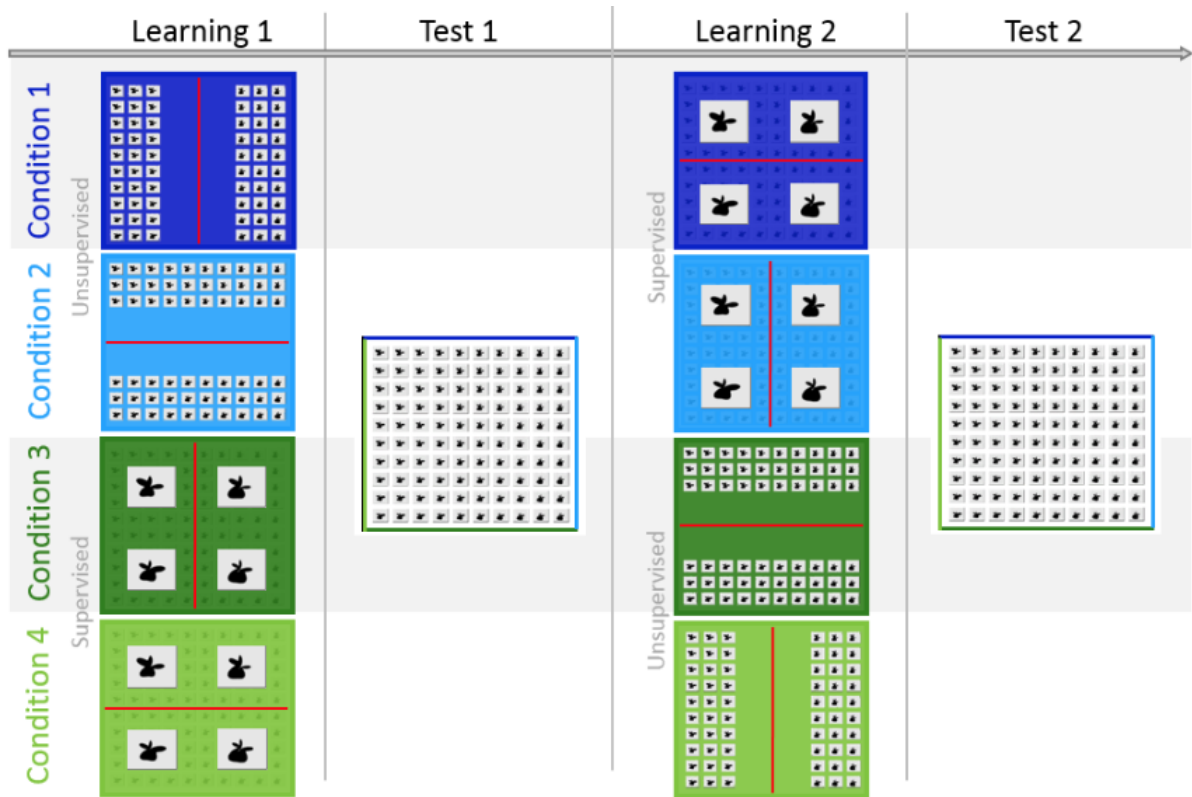 Learning 1
Test 1
Learning 2
Test 2
Condition 1
Unsupervised
Supervised
Condition 2
Condition 3
Supervised
Unsupervised
Condition 4